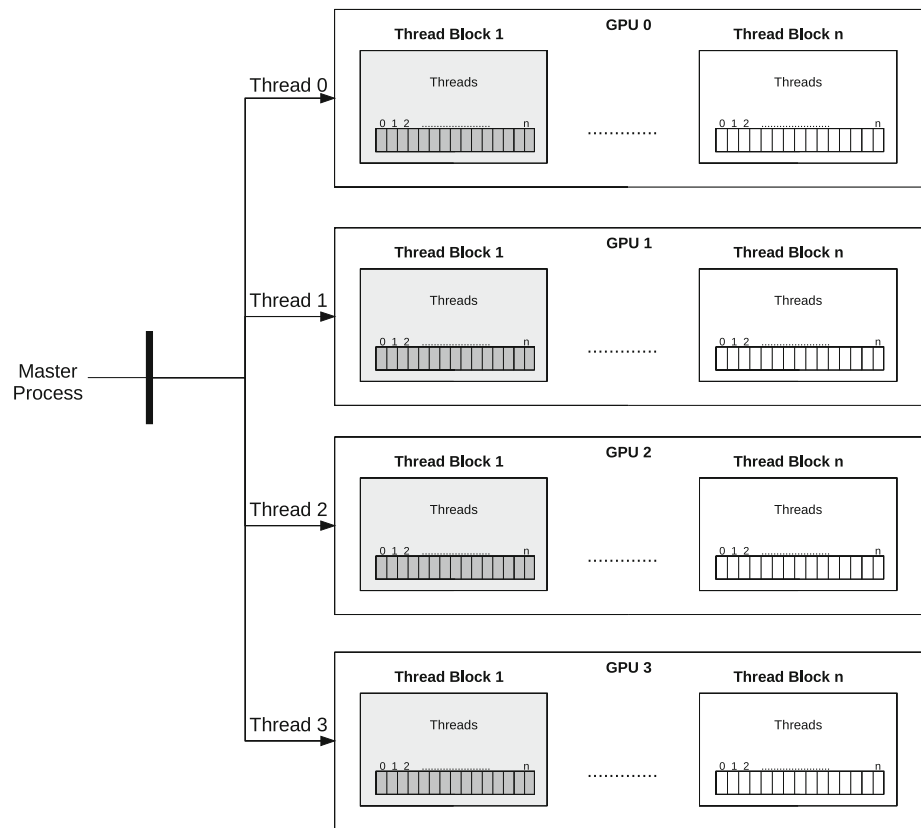 Master
Process
Thread 0
GPU 0
Thread Block 1
Threads
0 1 2 ...................... n
.............
Thread Block n
Threads
0 1 2 ...................... n
Thread 1
GPU 1
Thread Block 1
Threads
0 1 2 ...................... n
.............
Thread Block n
Threads
0 1 2 ...................... n
Thread 2
GPU 2
Thread Block 1
Threads
0 1 2 ...................... n
.............
Thread Block n
Threads
0 1 2 ...................... n
Thread 3
GPU 3
Thread Block 1
Threads
0 1 2 ...................... n
.............
Thread Block n
Threads
0 1 2 ...................... n